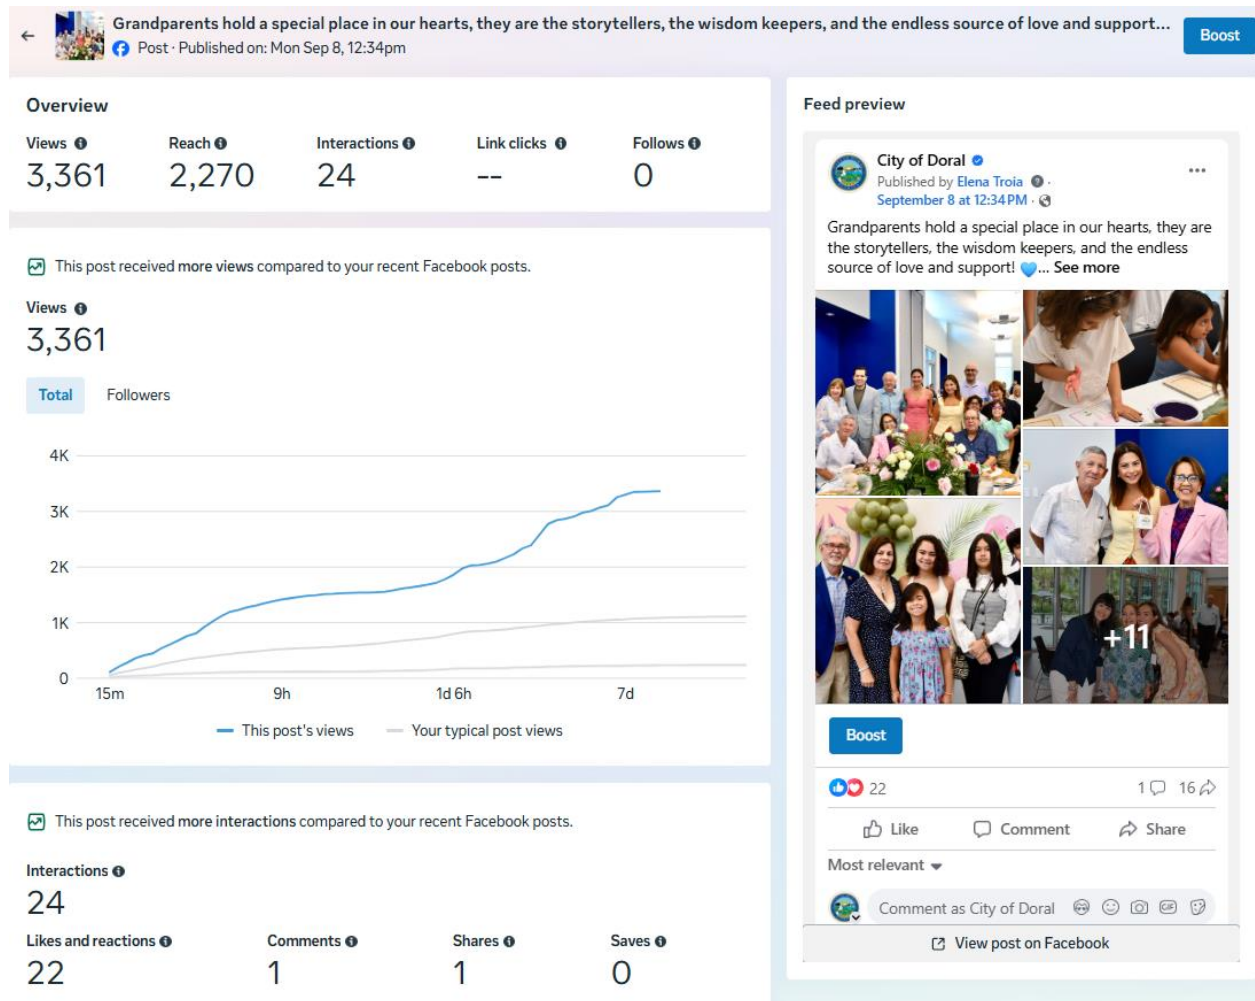 Grandparents hold a special place in our hearts, they are the storytellers, the wisdom keepers, and the endless source of love and support...
Post · Published on: Mon Sep 8, 12:34pm
Boost
Overview
Views
3,361
Reach
2,270
Interactions
24
Link clicks
--
Follows
0
This post received more views compared to your recent Facebook posts.
Views
3,361
Total Followers
4K
3K
2K
1K
0
15m 9h 1d 6h 7d
This post's views Your typical post views
This post received more interactions compared to your recent Facebook posts.
Interactions
24
Likes and reactions
22
Comments
1
Shares
1
Saves
0
Feed preview
City of Doral
Published by Elena Troia ·
September 8 at 12:34 PM ·
Grandparents hold a special place in our hearts, they are
the storytellers, the wisdom keepers, and the endless
source of love and support! 💙... See more
+11
Boost
22 1 16
Like Comment Share
Most relevant
Comment as City of Doral GIF
View post on Facebook